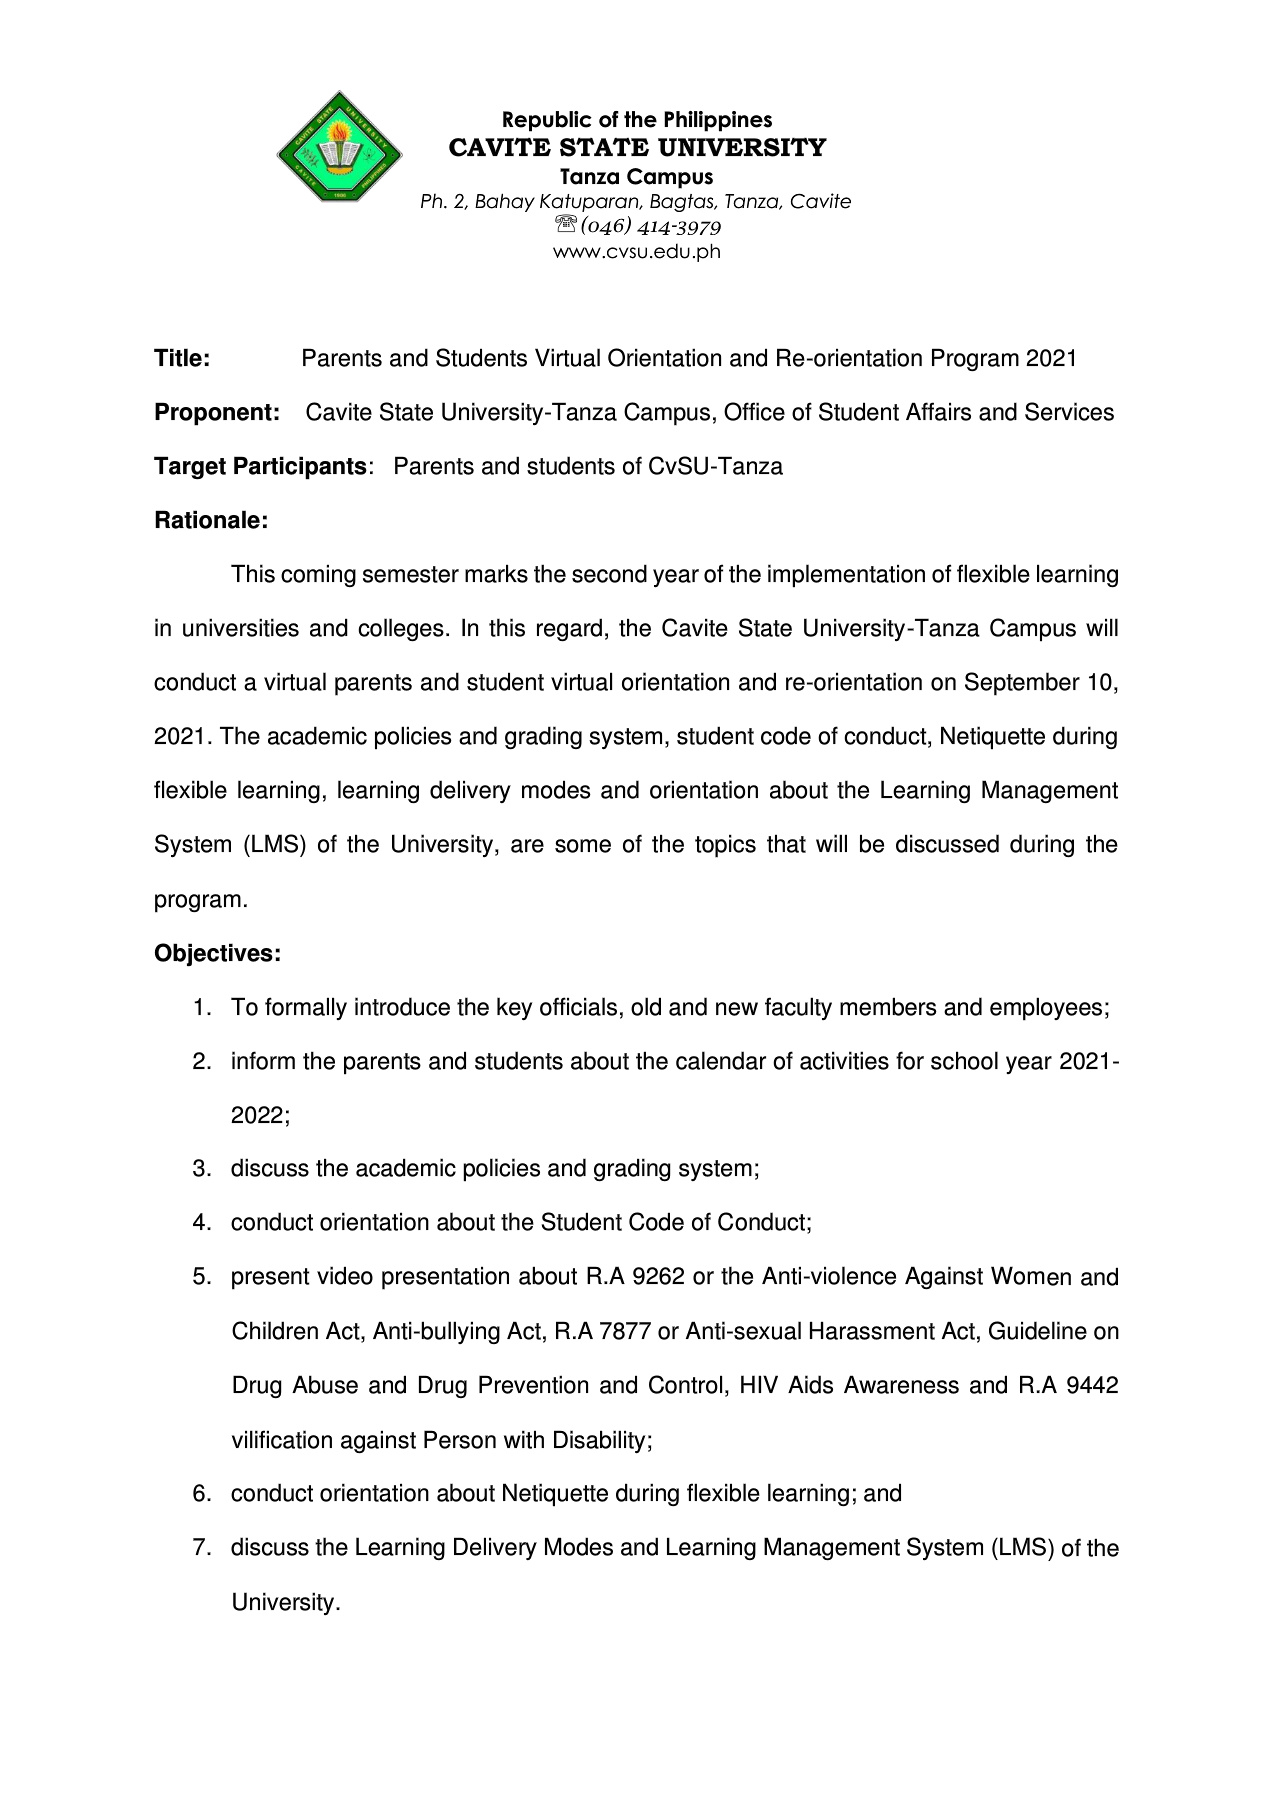 CAVITE STATE UNIVERSITY
CAVITE PHILIPPINES
1906
Republic of the Philippines
CAVITE STATE UNIVERSITY
Tanza Campus
Ph. 2, Bahay Katuparan, Bagtas, Tanza, Cavite
☏(046) 414-3979
www.cvsu.edu.ph
Title: Parents and Students Virtual Orientation and Re-orientation Program 2021
Proponent: Cavite State University-Tanza Campus, Office of Student Affairs and Services
Target Participants: Parents and students of CvSU-Tanza
Rationale:
This coming semester marks the second year of the implementation of flexible learning
in universities and colleges. In this regard, the Cavite State University-Tanza Campus will
conduct a virtual parents and student virtual orientation and re-orientation on September 10,
2021. The academic policies and grading system, student code of conduct, Netiquette during
flexible learning, learning delivery modes and orientation about the Learning Management
System (LMS) of the University, are some of the topics that will be discussed during the
program.
Objectives:
1. To formally introduce the key officials, old and new faculty members and employees;
2. inform the parents and students about the calendar of activities for school year 2021-
2022;
3. discuss the academic policies and grading system;
4. conduct orientation about the Student Code of Conduct;
5. present video presentation about R.A 9262 or the Anti-violence Against Women and
Children Act, Anti-bullying Act, R.A 7877 or Anti-sexual Harassment Act, Guideline on
Drug Abuse and Drug Prevention and Control, HIV Aids Awareness and R.A 9442
vilification against Person with Disability;
6. conduct orientation about Netiquette during flexible learning; and
7. discuss the Learning Delivery Modes and Learning Management System (LMS) of the
University.